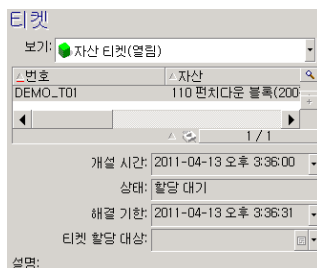 티켓
보기: 자산 티켓(열림)
번호 자산
DEMO_T01 110 펀치다운 블록(200
1 / 1
개설 시간: 2011-04-13 오후 3:36:00
상태: 할당 대기
해결 기한: 2011-04-13 오후 3:36:31
티켓 할당 대상:
설명: